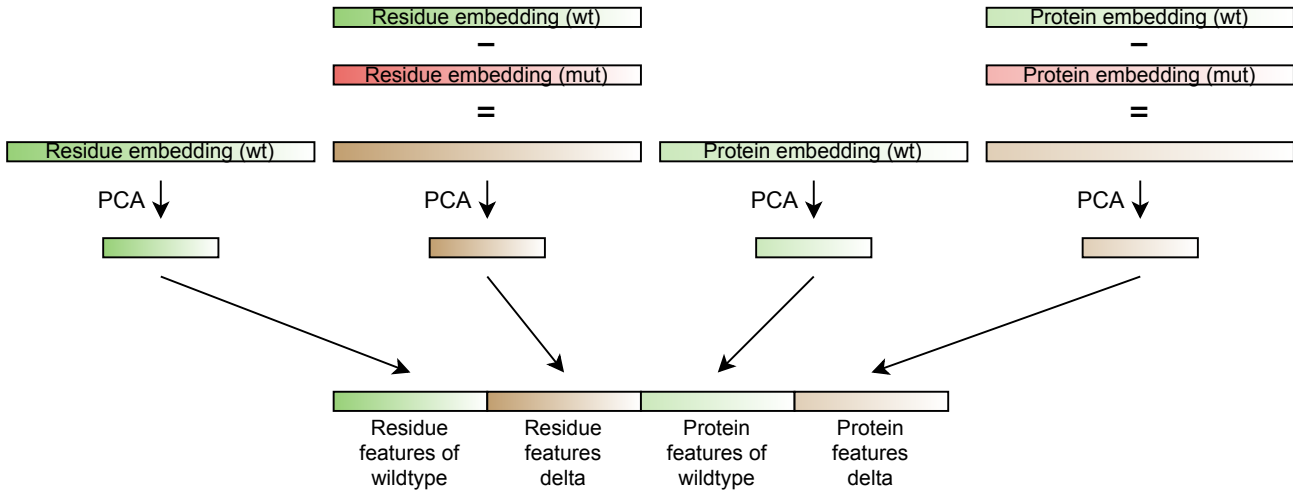 Residue embedding (wt)
Protein embedding (wt)
−
−
Residue embedding (mut)
Protein embedding (mut)
=
=
Residue embedding (wt)
Protein embedding (wt)
PCA
PCA
PCA
PCA
Residue
features of
wildtype
Residue
features
delta
Protein
features of
wildtype
Protein
features
delta